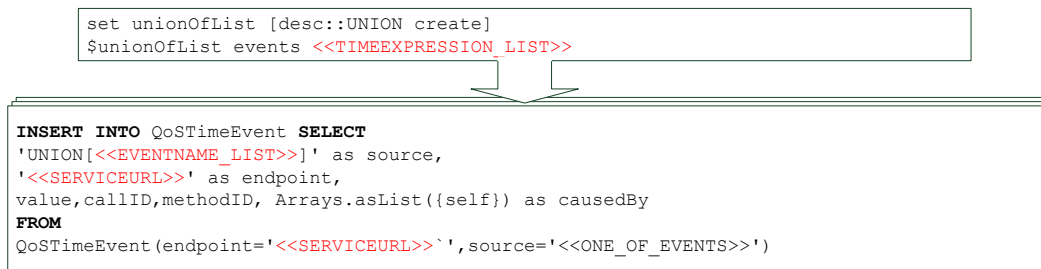 set unionOfList [desc::UNION create]
$unionOfList events <<TIMEEXPRESSION_LIST>>
INSERT INTO QoSTimeEvent SELECT
'UNION[<<EVENTNAME_LIST>>]' as source,
'<<SERVICEURL>>' as endpoint,
value,callID,methodID, Arrays.asList({self}) as causedBy
FROM
QoSTimeEvent(endpoint='<<SERVICEURL>>`',source='<<ONE_OF_EVENTS>>')